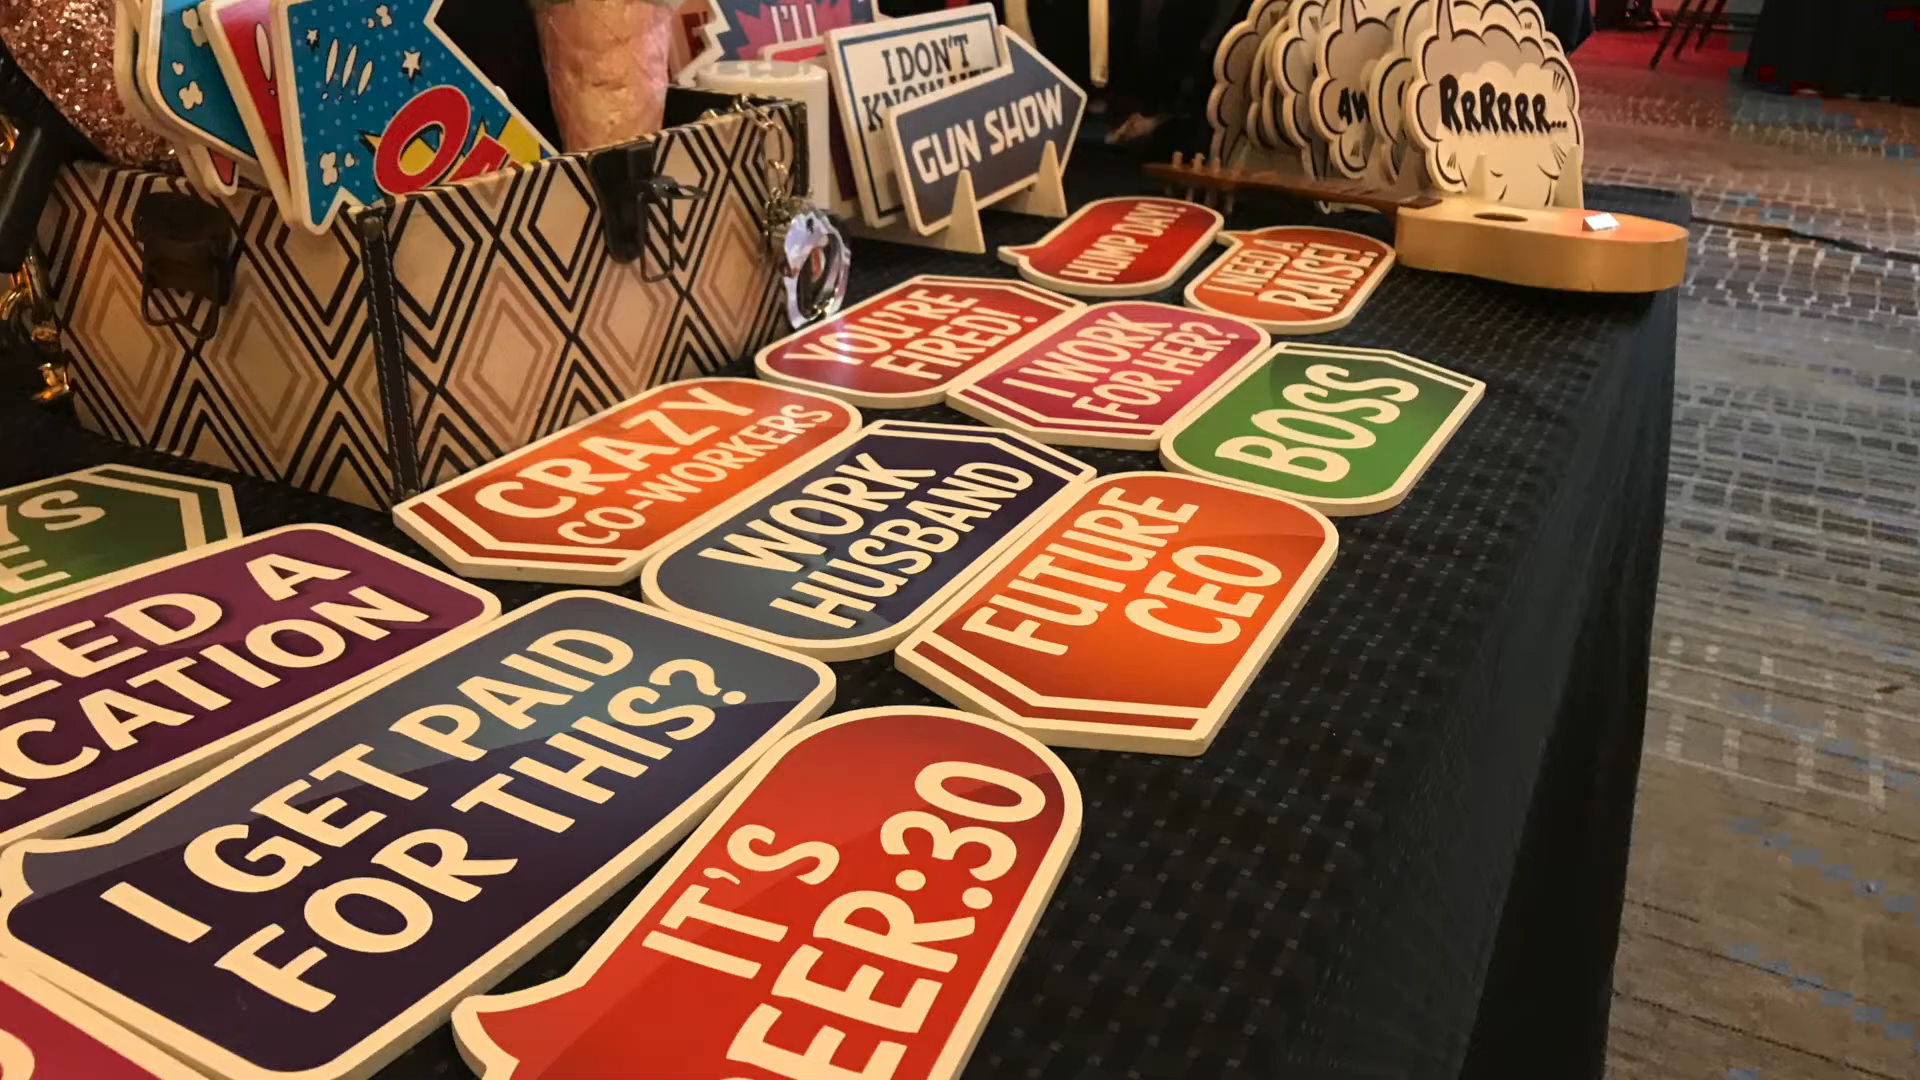 I'LL
I DON'T
GUN SHOW
RRRRRR...
HUMP DAY!
I NEED A
RAISE!
YOU'RE
FIRED!
I WORK
FOR HER?
BOSS
CRAZY
CO-WORKERS
WORK
HUSBAND
FUTURE
CEO
EED A
CATION
I GET PAID
FOR THIS?
IT'S
EER:30